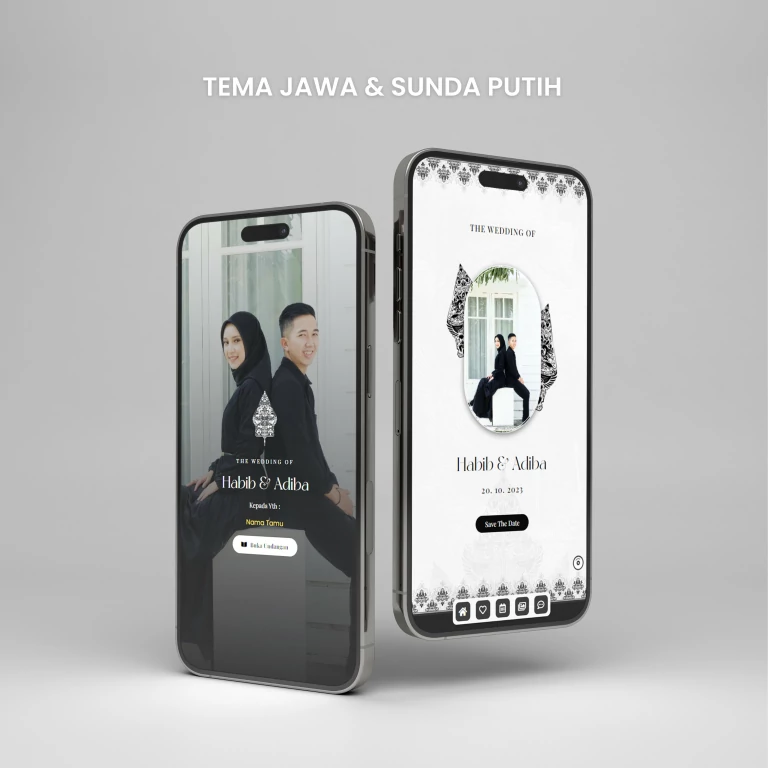 TEMA JAWA & SUNDA PUTIH
THE WEDDING OF
Habib & Adiba
Kepada Yth :
Nama Tamu
Buka Undangan
THE WEDDING OF
Habib & Adiba
20. 10. 2023
Save The Date